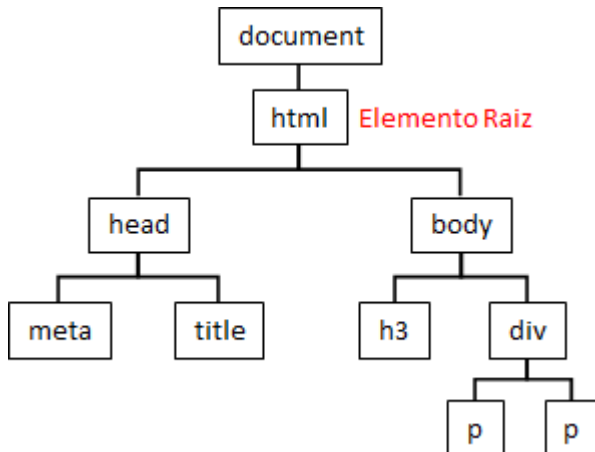 document
html Elemento Raiz
head body
meta title h3 div
p p